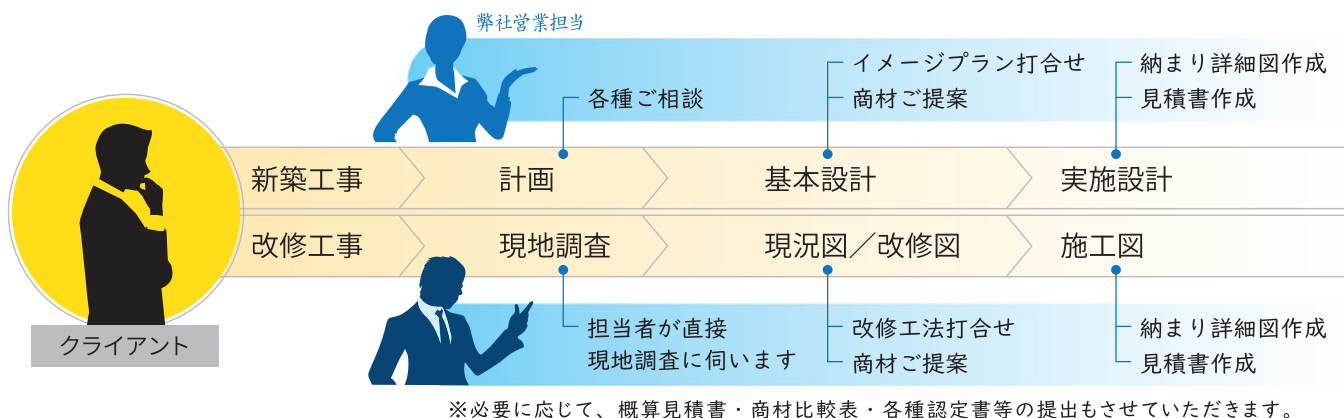 弊社営業担当
各種ご相談
イメージプラン打合せ
商材ご提案
納まり詳細図作成
見積書作成
新築工事
計画
基本設計
実施設計
改修工事
現地調査
現況図／改修図
施工図
クライアント
担当者が直接
現地調査に伺います
改修工法打合せ
商材ご提案
納まり詳細図作成
見積書作成
※必要に応じて、概算見積書・商材比較表・各種認定書等の提出もさせていただきます。